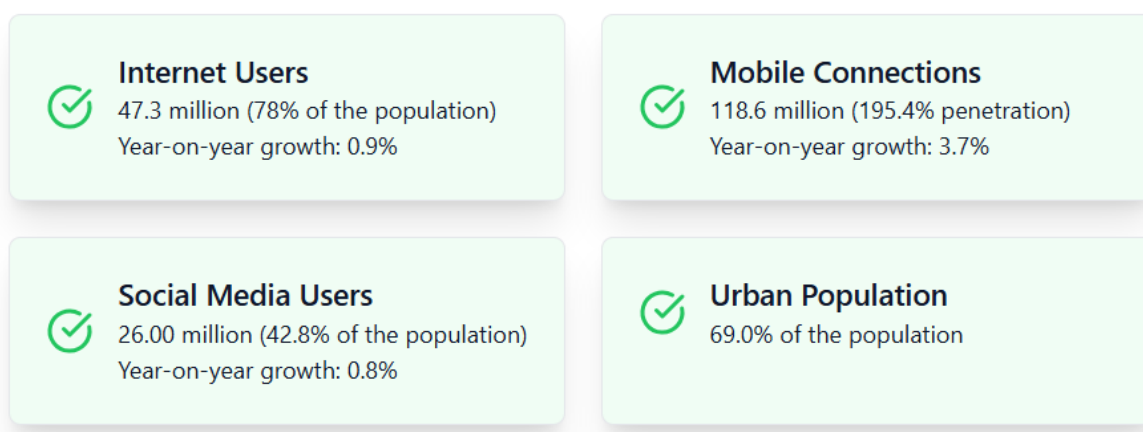 Internet Users
47.3 million (78% of the population)
Year-on-year growth: 0.9%
Mobile Connections
118.6 million (195.4% penetration)
Year-on-year growth: 3.7%
Social Media Users
26.00 million (42.8% of the population)
Year-on-year growth: 0.8%
Urban Population
69.0% of the population